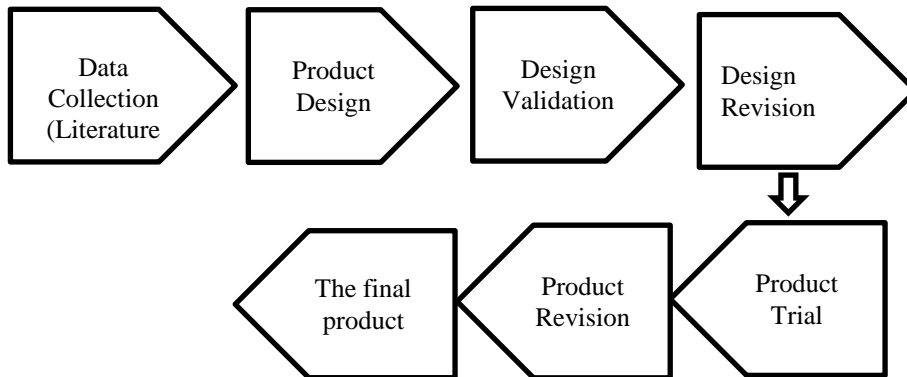 Data
Collection
(Literature
Product
Design
Design
Validation
Design
Revision
Product
Trial
Product
Revision
The final
product